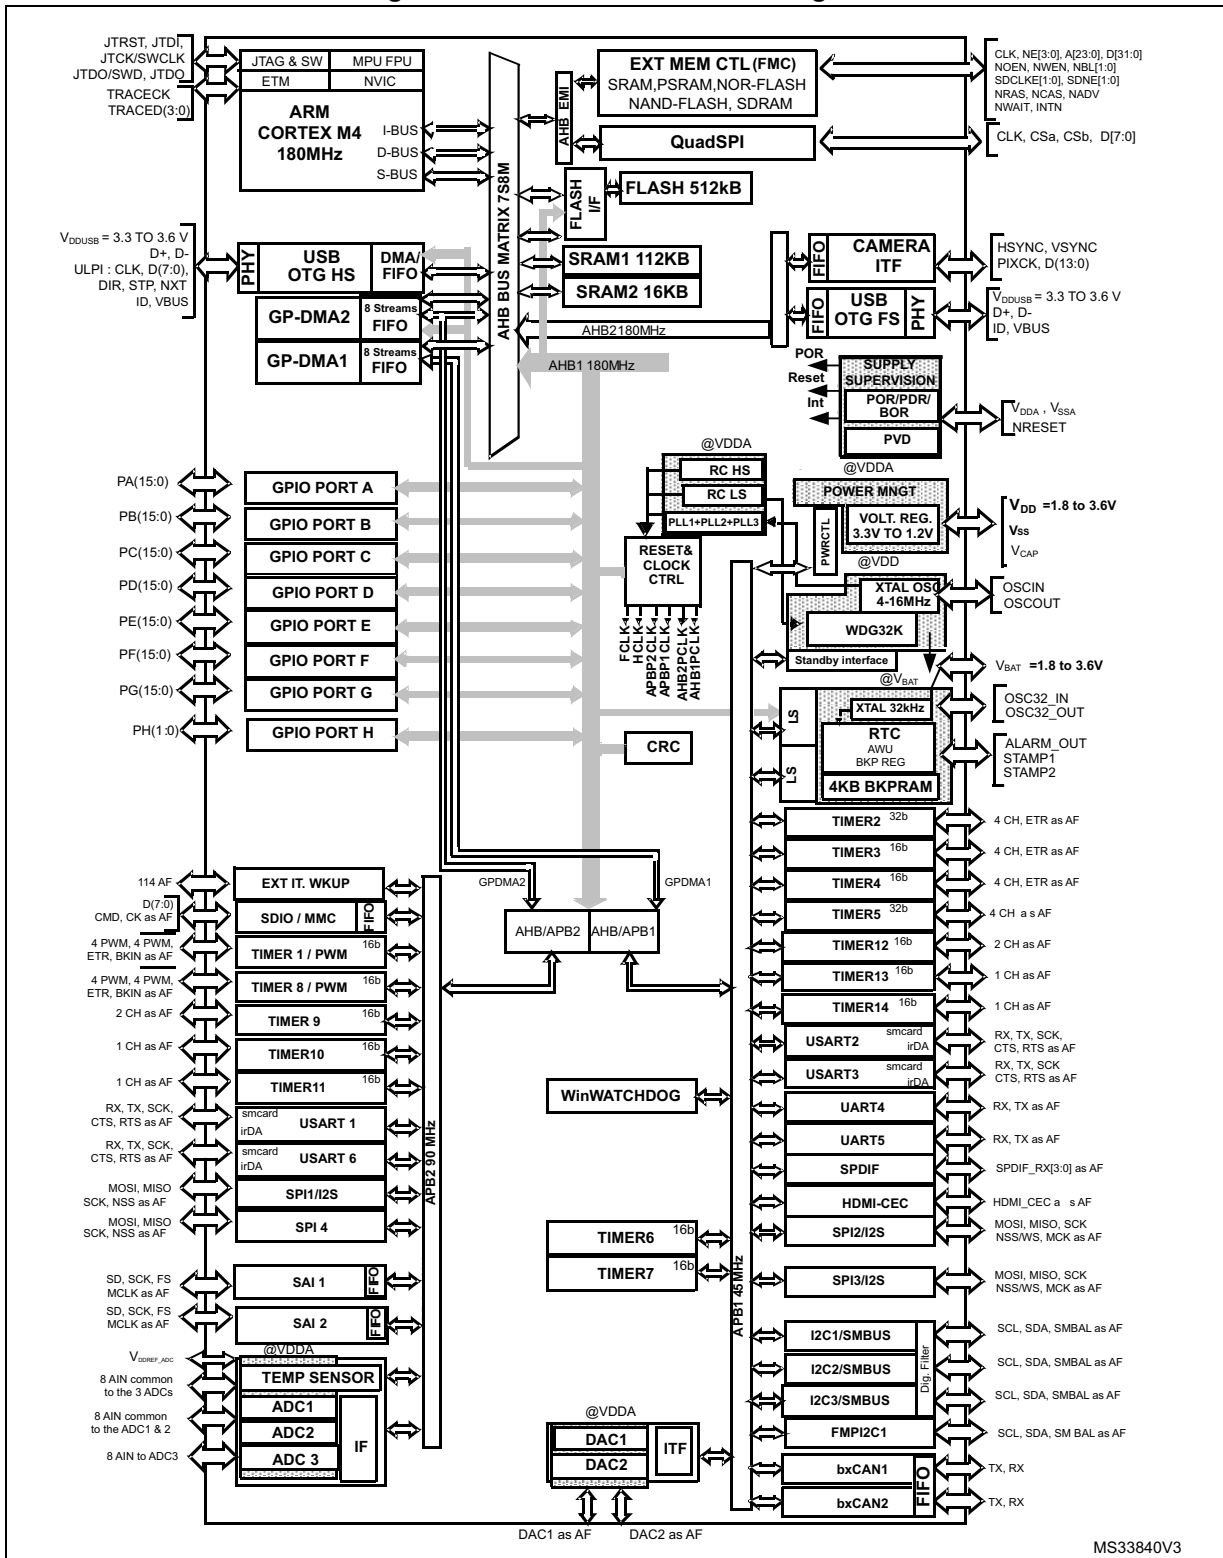 JTRST, JTDI,
JTCK/SWCLK
JTDO/SWD, JTDO
TRACECK
TRACED(3:0)
JTAG & SW
MPU FPU
ETM
NVIC
ARM
CORTEX M4
180MHz
I-BUS
D-BUS
S-BUS
AHB BUS MATRIX 7S8M
AHB EMI
EXT MEM CTL (FMC)
SRAM,PSRAM,NOR-FLASH
NAND-FLASH, SDRAM
QuadSPI
CLK, NE[3:0], A[23:0], D[31:0]
NOEN, NWEN, NBL[1:0]
SDCLKE[1:0], SDNE[1:0]
NRAS, NCAS, NADV
NWAIT, INTN
CLK, CSa, CSb, D[7:0]
FLASH I/F
FLASH 512kB
SRAM1 112KB
SRAM2 16KB
VDDUSB = 3.3 TO 3.6 V
D+, D-
ULPI : CLK, D(7:0),
DIR, STP, NXT
ID, VBUS
PHY
USB
OTG HS
DMA/
FIFO
GP-DMA2
8 Streams
FIFO
GP-DMA1
8 Streams
FIFO
AHB2180MHz
AHB1 180MHz
FIFO
CAMERA
ITF
HSYNC, VSYNC
PIXCK, D(13:0)
FIFO
USB
OTG FS
PHY
VDDUSB = 3.3 TO 3.6 V
D+, D-
ID, VBUS
POR
Reset
Int
SUPPLY
SUPERVISION
POR/PDR/
BOR
PVD
VDDA , VSSA
NRESET
@VDDA
RC HS
RC LS
PLL1+PLL2+PLL3
RESET&
CLOCK
CTRL
FCLK
HCLK
APBP2CLK
APBP1CLK
AHB2PCLK
AHB1PCLK
@VDDA
POWER MNGT
VOLT. REG.
3.3V TO 1.2V
PWRCTL
VDD =1.8 to 3.6V
VSS
VCAP
@VDD
XTAL OSC
4-16MHz
OSCIN
OSCOUT
WDG32K
Standby interface
VBAT =1.8 to 3.6V
@VBAT
LS
LS
XTAL 32kHz
OSC32_IN
OSC32_OUT
RTC
AWU
BKP REG
4KB BKPRAM
ALARM_OUT
STAMP1
STAMP2
PA(15:0)
GPIO PORT A
PB(15:0)
GPIO PORT B
PC(15:0)
GPIO PORT C
PD(15:0)
GPIO PORT D
PE(15:0)
GPIO PORT E
PF(15:0)
GPIO PORT F
PG(15:0)
GPIO PORT G
PH(1:0)
GPIO PORT H
CRC
GPDMA2
GPDMA1
AHB/APB2
AHB/APB1
114 AF
EXT IT. WKUP
D(7:0)
CMD, CK as AF
SDIO / MMC
FIFO
4 PWM, 4 PWM,
ETR, BKIN as AF
TIMER 1 / PWM
16b
4 PWM, 4 PWM,
ETR, BKIN as AF
TIMER 8 / PWM
16b
2 CH as AF
TIMER 9
16b
1 CH as AF
TIMER10
16b
1 CH as AF
TIMER11
16b
RX, TX, SCK,
CTS, RTS as AF
smcard
irDA
USART 1
RX, TX, SCK,
CTS, RTS as AF
smcard
irDA
USART 6
MOSI, MISO
SCK, NSS as AF
SPI1/I2S
MOSI, MISO
SCK, NSS as AF
SPI 4
SD, SCK, FS
MCLK as AF
SAI 1
FIFO
SD, SCK, FS
MCLK as AF
SAI 2
FIFO
APB2 90 MHz
@VDDA
VDDREF_ADC
TEMP SENSOR
8 AIN common
to the 3 ADCs
ADC1
8 AIN common
to the ADC1 & 2
ADC2
8 AIN to ADC3
ADC 3
IF
WinWATCHDOG
TIMER6
16b
TIMER7
16b
@VDDA
DAC1
DAC2
ITF
DAC1 as AF
DAC2 as AF
APB1 45MHz
TIMER2
32b
4 CH, ETR as AF
TIMER3
16b
4 CH, ETR as AF
TIMER4
16b
4 CH, ETR as AF
TIMER5
32b
4 CH a s AF
TIMER12
16b
2 CH as AF
TIMER13
16b
1 CH as AF
TIMER14
16b
1 CH as AF
USART2
smcard
irDA
RX, TX, SCK,
CTS, RTS as AF
USART3
smcard
irDA
RX, TX, SCK
CTS, RTS as AF
UART4
RX, TX as AF
UART5
RX, TX as AF
SPDIF
SPDIF_RX[3:0] as AF
HDMI-CEC
HDMI_CEC a s AF
SPI2/I2S
MOSI, MISO, SCK
NSS/WS, MCK as AF
SPI3/I2S
MOSI, MISO, SCK
NSS/WS, MCK as AF
I2C1/SMBUS
SCL, SDA, SMBAL as AF
I2C2/SMBUS
SCL, SDA, SMBAL as AF
I2C3/SMBUS
SCL, SDA, SMBAL as AF
Dig. Filter
FMPI2C1
SCL, SDA, SM BAL as AF
bxCAN1
TX, RX
bxCAN2
TX, RX
FIFO
MS33840V3